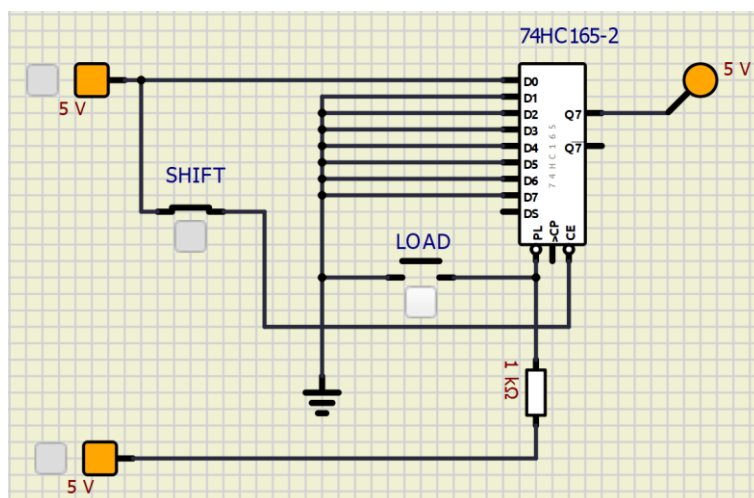 74HC165-2
5 V
5 V
D0
D1
D2
D3
D4
D5
D6
D7
DS
Q7
Q7
74HC165
PL
>CP
CE
SHIFT
LOAD
1 kΩ
5 V